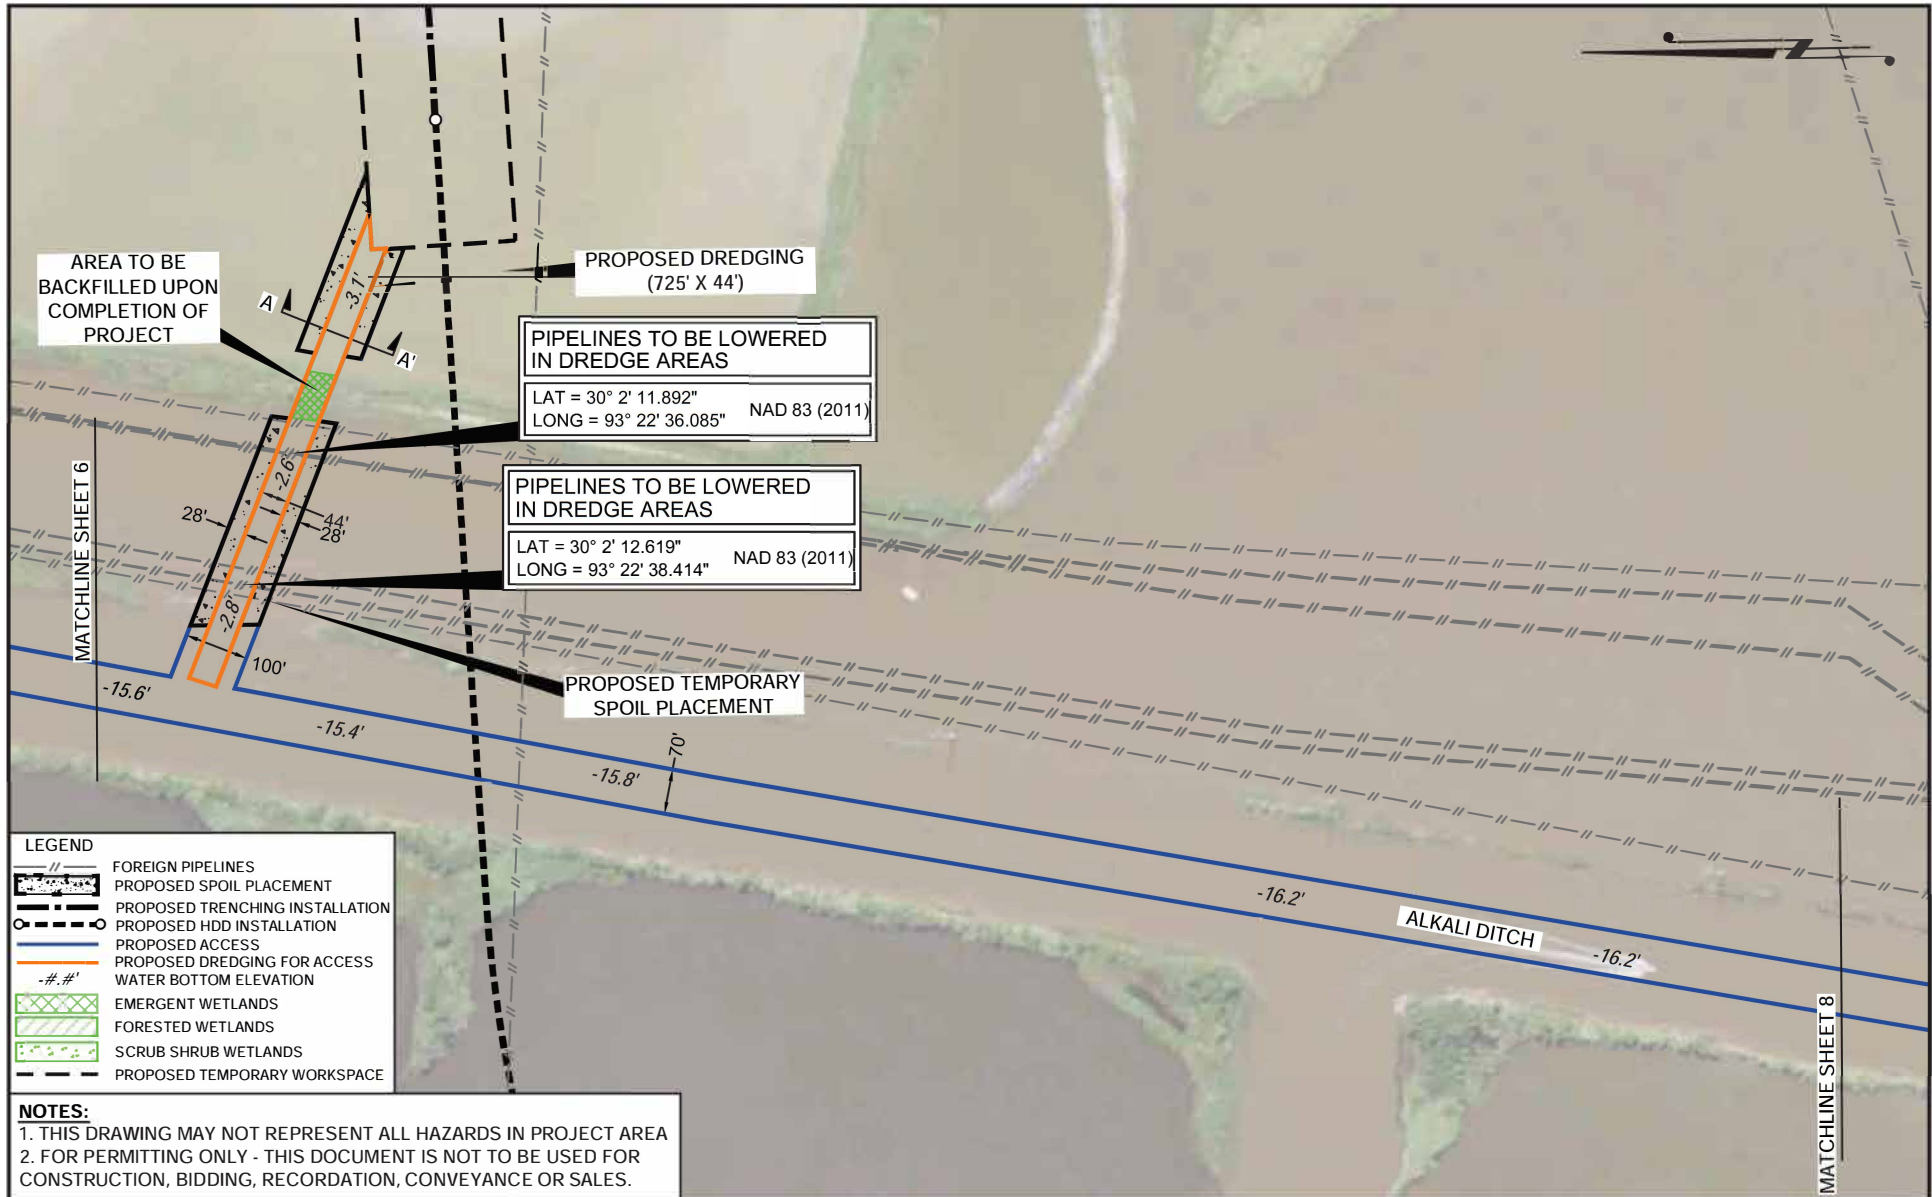 AREA TO BE
BACKFILLED UPON
COMPLETION OF
PROJECT
PROPOSED DREDGING
(725' X 44')
A
A'
-3.1'
PIPELINES TO BE LOWERED
IN DREDGE AREAS
LAT = 30° 2' 11.892"
LONG = 93° 22' 36.085"
NAD 83 (2011)
PIPELINES TO BE LOWERED
IN DREDGE AREAS
LAT = 30° 2' 12.619"
LONG = 93° 22' 38.414"
NAD 83 (2011)
-2.6'
28'
44'
28'
-2.8'
100'
MATCHLINE SHEET 6
PROPOSED TEMPORARY
SPOIL PLACEMENT
-15.6'
-15.4'
-15.8'
70'
-16.2'
ALKALI DITCH
-16.2'
MATCHLINE SHEET 8
LEGEND
FOREIGN PIPELINES
PROPOSED SPOIL PLACEMENT
PROPOSED TRENCHING INSTALLATION
PROPOSED HDD INSTALLATION
PROPOSED ACCESS
PROPOSED DREDGING FOR ACCESS
-#.#' WATER BOTTOM ELEVATION
EMERGENT WETLANDS
FORESTED WETLANDS
SCRUB SHRUB WETLANDS
PROPOSED TEMPORARY WORKSPACE
NOTES:
1. THIS DRAWING MAY NOT REPRESENT ALL HAZARDS IN PROJECT AREA
2. FOR PERMITTING ONLY - THIS DOCUMENT IS NOT TO BE USED FOR
CONSTRUCTION, BIDDING, RECORDATION, CONVEYANCE OR SALES.